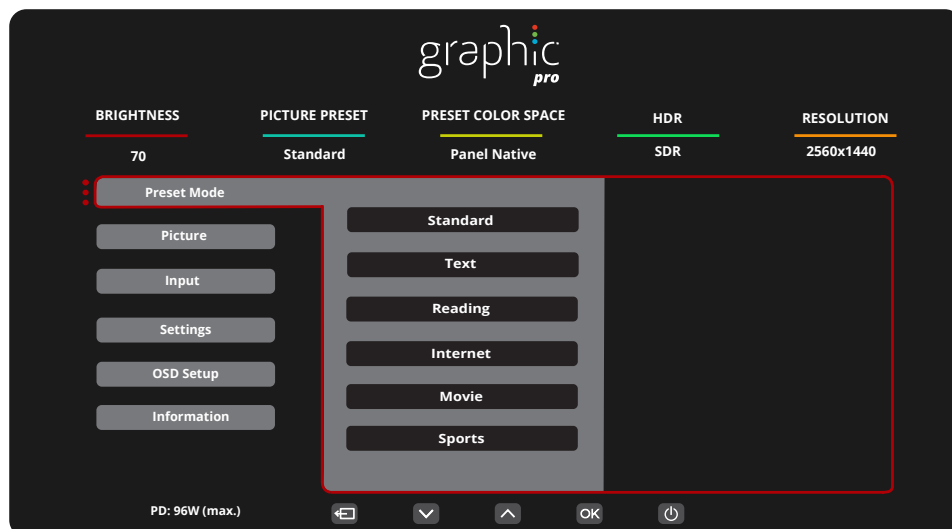 graphic
pro
BRIGHTNESS PICTURE PRESET PRESET COLOR SPACE HDR RESOLUTION
70 Standard Panel Native SDR 2560x1440
Preset Mode
Picture
Input
Settings
OSD Setup
Information
Standard
Text
Reading
Internet
Movie
Sports
PD: 96W (max.) OK